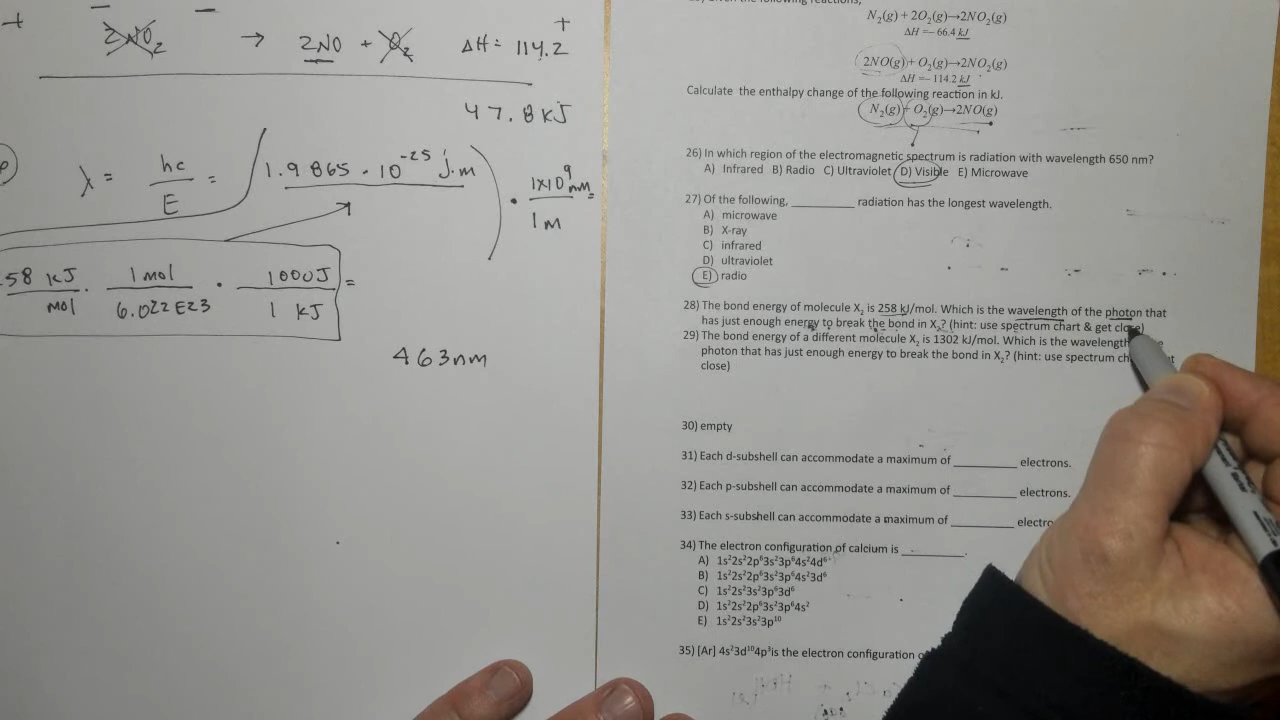 + - -
2NO₂ → 2NO + O₂ ΔH = 114.2
+
47.8 kJ
λ = hc/E = (1.9865 · 10⁻²⁵ J·m) · 1x10⁹ nm/1 m =
58 kJ/mol · 1 mol/6.022E23 · 1000J/1 kJ =
463nm
N₂(g) + 2O₂(g)→2NO₂(g)
ΔH =− 66.4 kJ
2NO(g) + O₂(g)→2NO₂(g)
ΔH =− 114.2 kJ
Calculate the enthalpy change of the following reaction in kJ.
N₂(g) + O₂(g)→2NO(g)
26) In which region of the electromagnetic spectrum is radiation with wavelength 650 nm?
A) Infrared B) Radio C) Ultraviolet D) Visible E) Microwave
27) Of the following, __________ radiation has the longest wavelength.
A) microwave
B) X-ray
C) infrared
D) ultraviolet
E) radio
28) The bond energy of molecule X₂ is 258 kJ/mol. Which is the wavelength of the photon that
has just enough energy to break the bond in X₂? (hint: use spectrum chart & get close)
29) The bond energy of a different molecule X₂ is 1302 kJ/mol. Which is the wavelength
photon that has just enough energy to break the bond in X₂? (hint: use spectrum
close)
30) empty
31) Each d-subshell can accommodate a maximum of __________ electrons.
32) Each p-subshell can accommodate a maximum of __________ electrons.
33) Each s-subshell can accommodate a maximum of __________ electro
34) The electron configuration of calcium is __________.
A) 1s²2s²2p⁶3s²3p⁶4s²4d⁶
B) 1s²2s²2p⁶3s²3p⁶4s²3d⁶
C) 1s²2s²3s²3p⁶3d⁶
D) 1s²2s²2p⁶3s²3p⁶4s²
E) 1s²2s²3s²3p¹⁰
35) [Ar] 4s²3d¹⁰4p³is the electron configuration